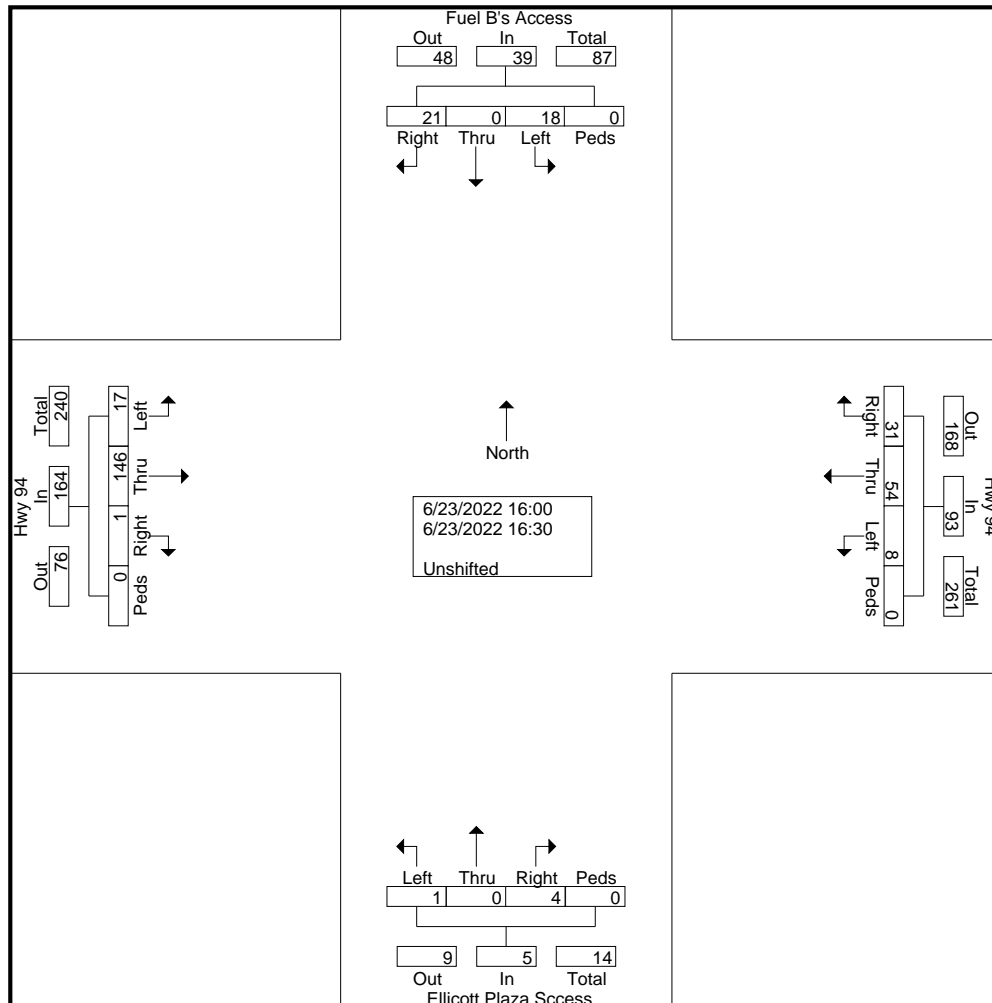 Fuel B's Access
Out In Total
48 39 87
21 0 18 0
Right Thru Left Peds
Hwy 94
Total In Out
240 164 76
17 146 1 0
Left Thru Right Peds
North
6/23/2022 16:00
6/23/2022 16:30
Unshifted
Right Thru Left Peds
31 54 8 0
Out In Total
168 93 261
Hwy 94
Left Thru Right Peds
1 0 4 0
9 5 14
Out In Total
Ellicott Plaza Sccess